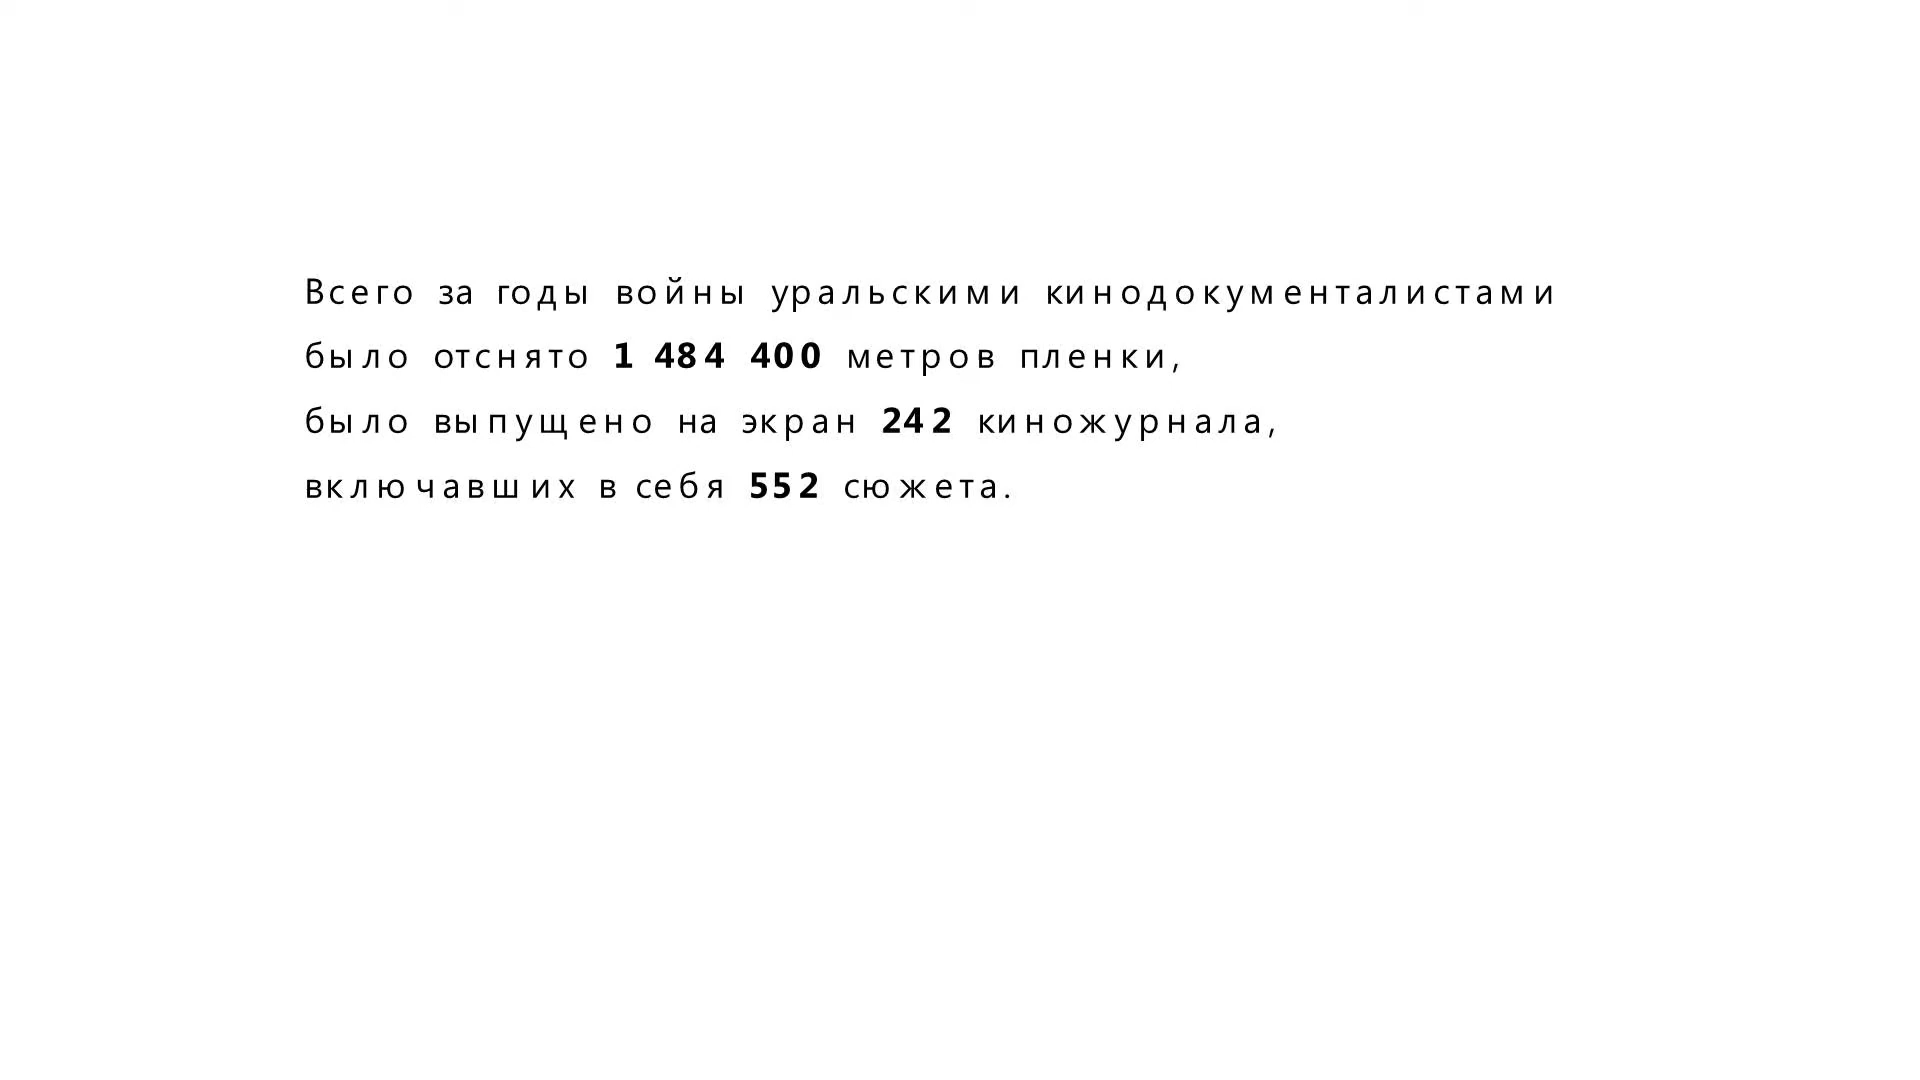 Всего за годы войны уральскими кинодокументалистами
было отснято 1 484 400 метров пленки,
было выпущено на экран 242 киножурнала,
включавших в себя 552 сюжета.